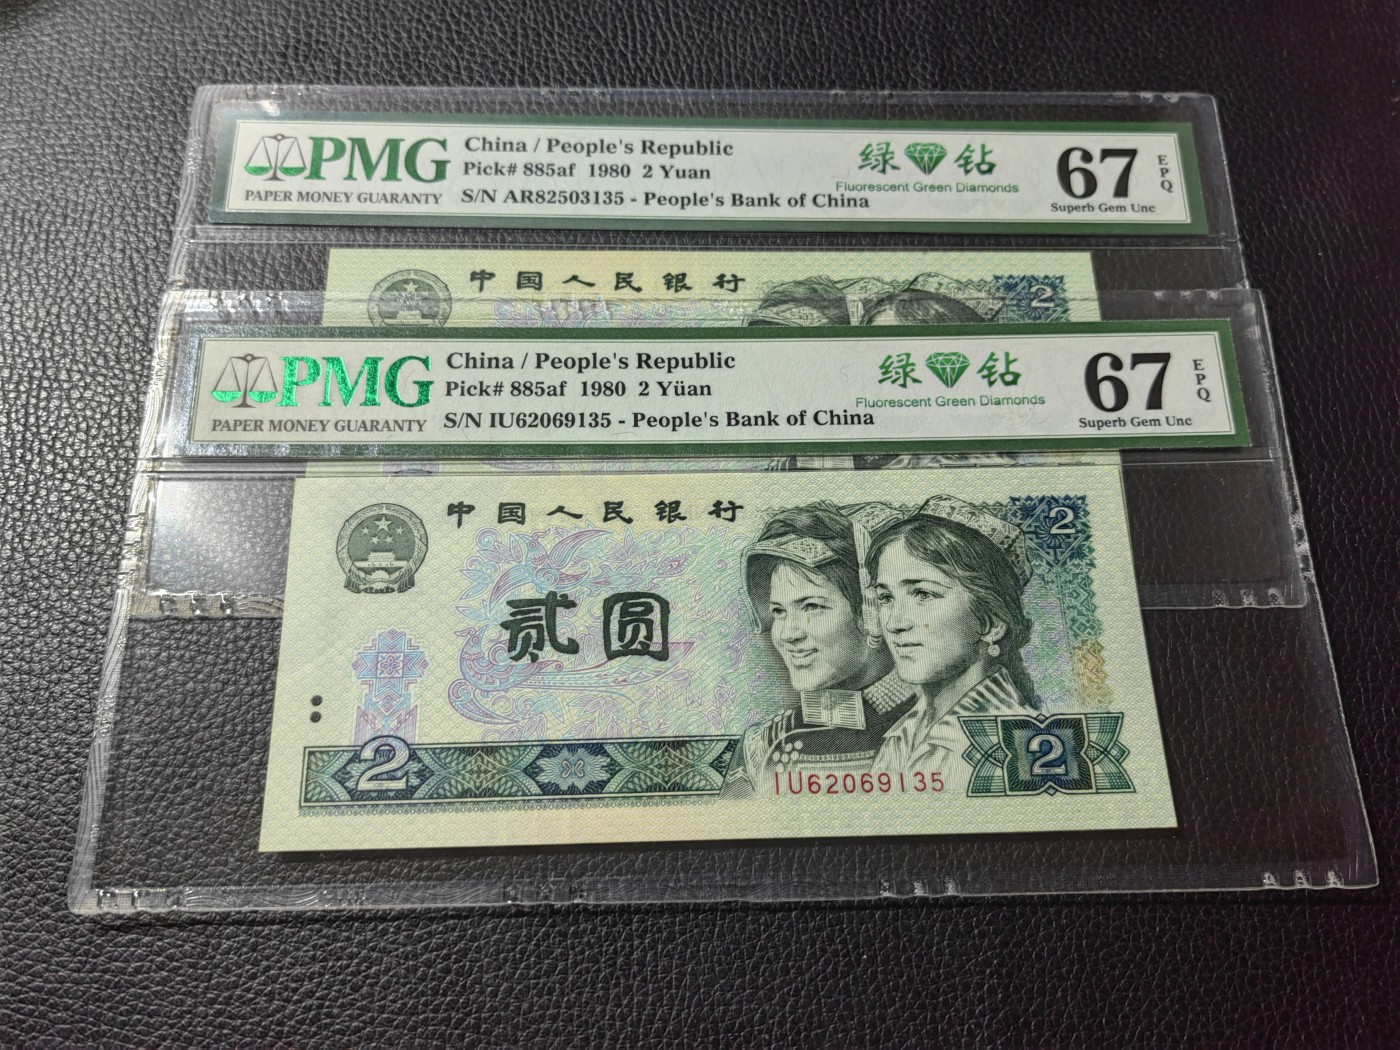 PMG
PAPER MONEY GUARANTY
China / People's Republic
Pick# 885af 1980 2 Yuan
S/N AR82503135 - People's Bank of China
绿钻
Fluorescent Green Diamonds
67
EPQ
Superb Gem Unc
中国人民银行
2
PMG
PAPER MONEY GUARANTY
China / People's Republic
Pick# 885af 1980 2 Yüan
S/N IU62069135 - People's Bank of China
绿钻
Fluorescent Green Diamonds
67
EPQ
Superb Gem Unc
中国人民银行
2
贰圆
2
2
IU62069135